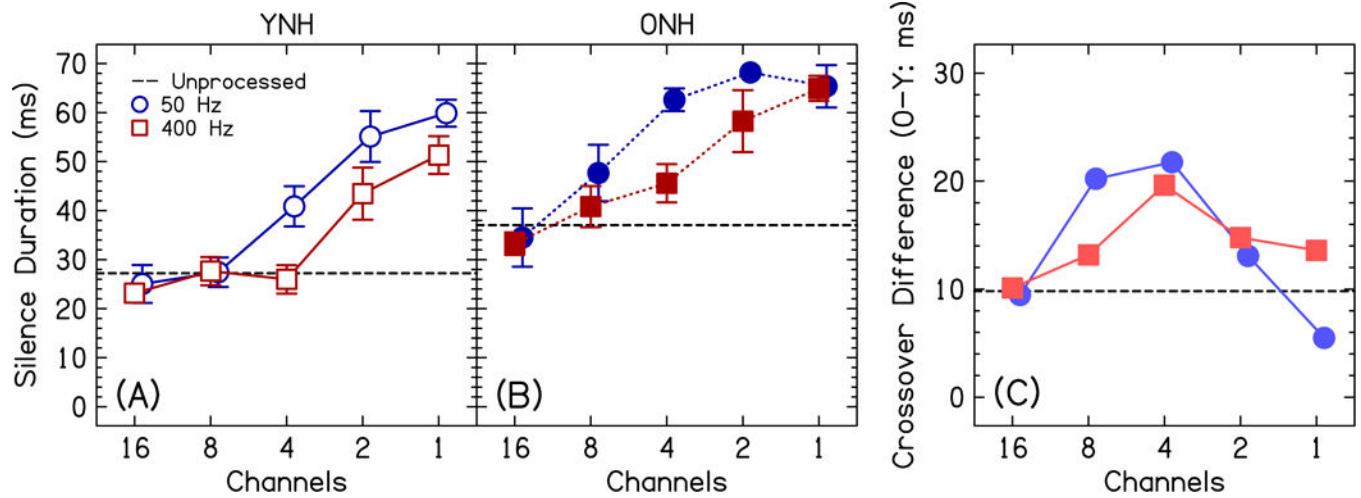 YNH
ONH
Silence Duration (ms)
70
60
50
40
30
20
10
0
Unprocessed
50 Hz
400 Hz
(A)
16
8
4
2
1
Channels
(B)
16
8
4
2
1
Channels
Crossover Difference (O-Y: ms)
30
20
10
0
(C)
16
8
4
2
1
Channels